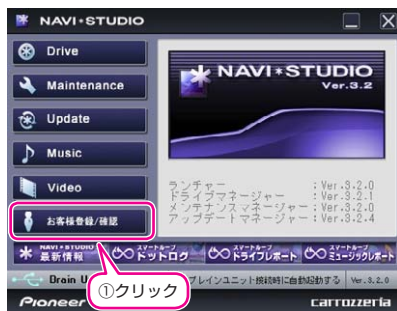 NAVI*STUDIO
Drive
Maintenance
Update
Music
Video
お客様登録/確認
NAVI*STUDIO
Ver.3.2
ランチャー :Ver.3.2.0
ドライブマネージャー :Ver.3.2.1
メンテナンスマネージャー :Ver.3.2.0
アップデートマネージャー :Ver.3.2.4
NAVI*STUDIO
最新情報
スマートループ
ドットログ
スマートループ
ドライブレポート
スマートループ
ミュージックレポート
Brain U
ブレインユニット接続時に自動起動する
Ver.3.2.0
①クリック
Pioneer
carrozzeria